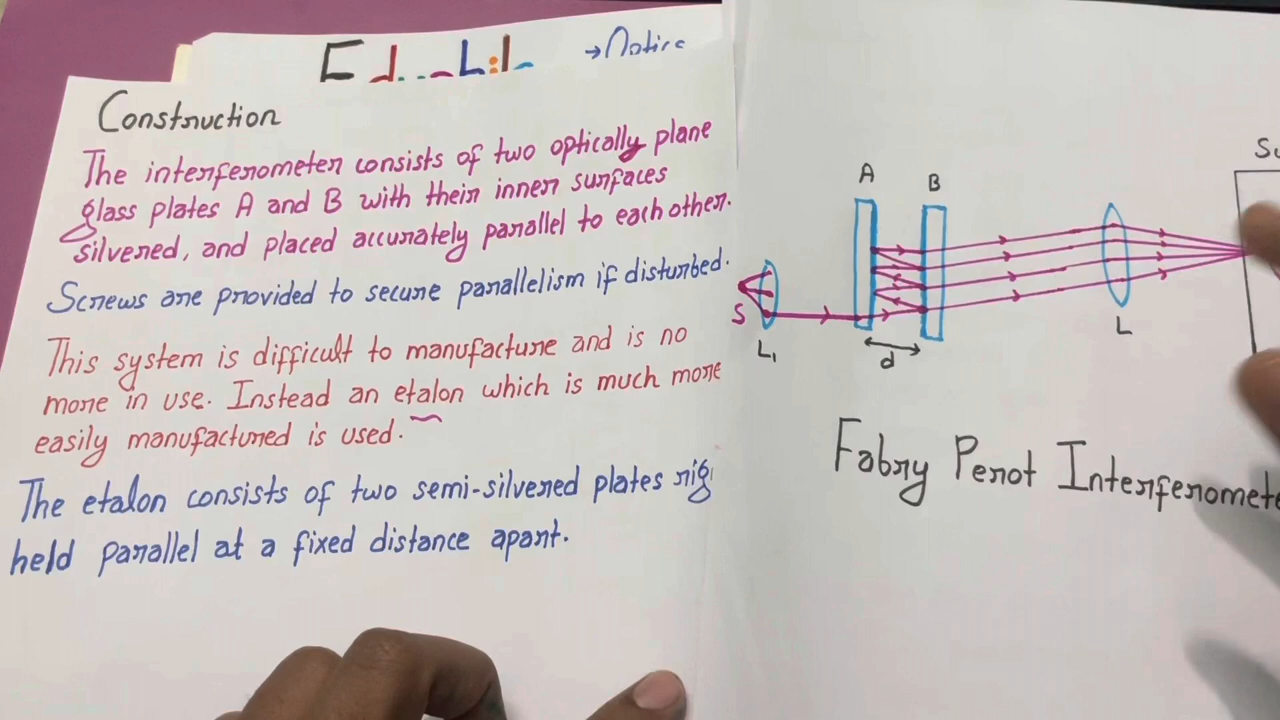 →Notice
Construction
The interferometer consists of two optically plane
glass plates A and B with their inner surfaces
silvered, and placed accurately parallel to each other.
Screws are provided to secure parallelism if disturbed.
This system is difficult to manufacture and is no
more in use. Instead an etalon which is much more
easily manufactured is used.
The etalon consists of two semi-silvered plates rig
held parallel at a fixed distance apart.
A
B
S
L₁
d
L
Fabry Perot Interferomete